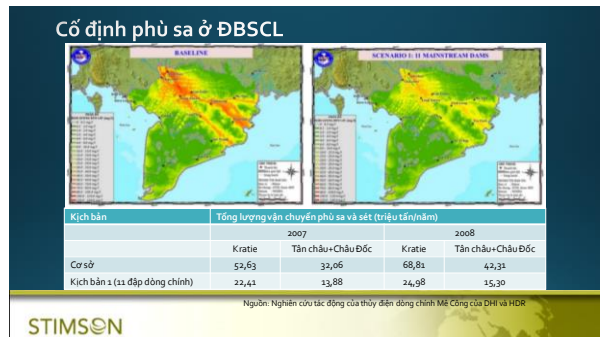 Cố định phù sa ở ĐBSCL
BASELINE
SCENARIO 1: 11 MAINSTREAM DAMS
Kịch bản Tổng lượng vận chuyển phù sa và sét (triệu tấn/năm)
2007 2008
Kratie Tân châu+Châu Đốc Kratie Tân châu+Châu Đốc
Cơ sở 52,63 32,06 68,81 42,31
Kịch bản 1 (11 đập dòng chính) 22,41 13,88 24,98 15,30
Nguồn: Nghiên cứu tác động của thủy điện dòng chính Mê Công của DHI và HDR
STIMSON